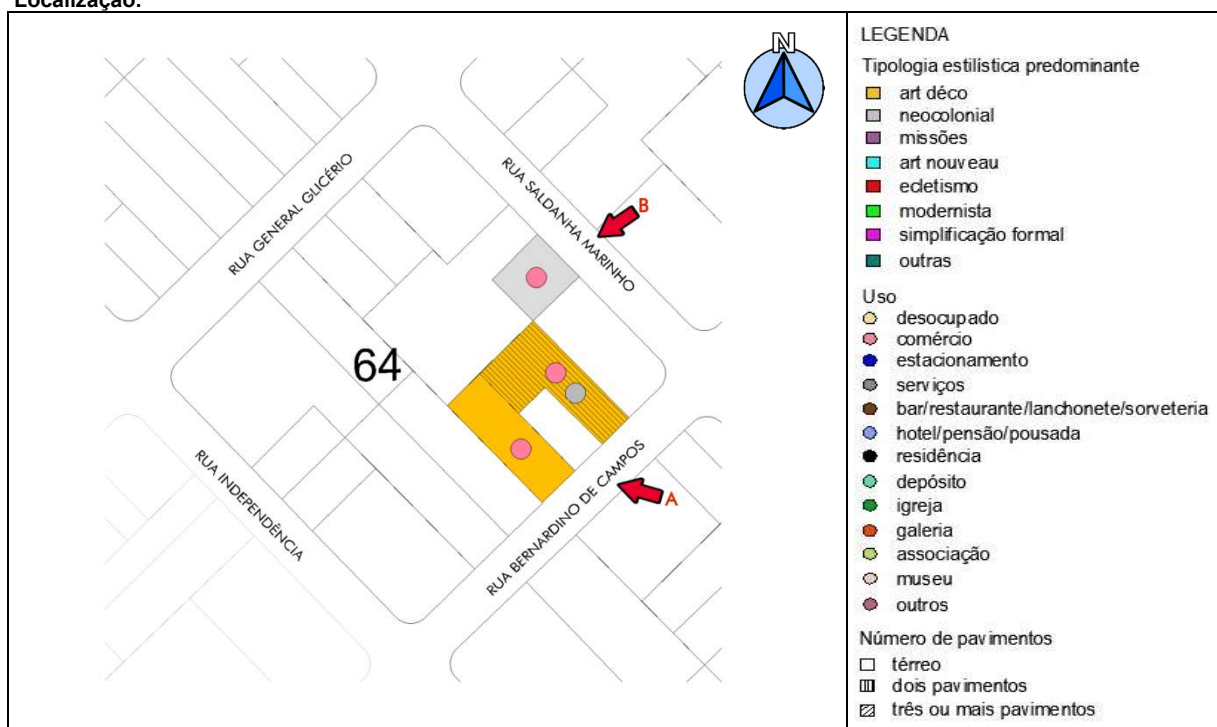 Localização:
N
RUA GENERAL GLICÉRIO
RUA SALDANHA MARINHO
B
64
RUA INDEPENDÊNCIA
RUA BERNARDINO DE CAMPOS
A
LEGENDA
Tipologia estilística predominante
art déco
neocolonial
missões
art nouveau
ecletismo
modernista
simplificação formal
outras
Uso
desocupado
comércio
estacionamento
serviços
bar/restaurante/lanchonete/sorveteria
hotel/pensão/pousada
residência
depósito
igreja
galeria
associação
museu
outros
Número de pavimentos
térreo
dois pavimentos
três ou mais pavimentos